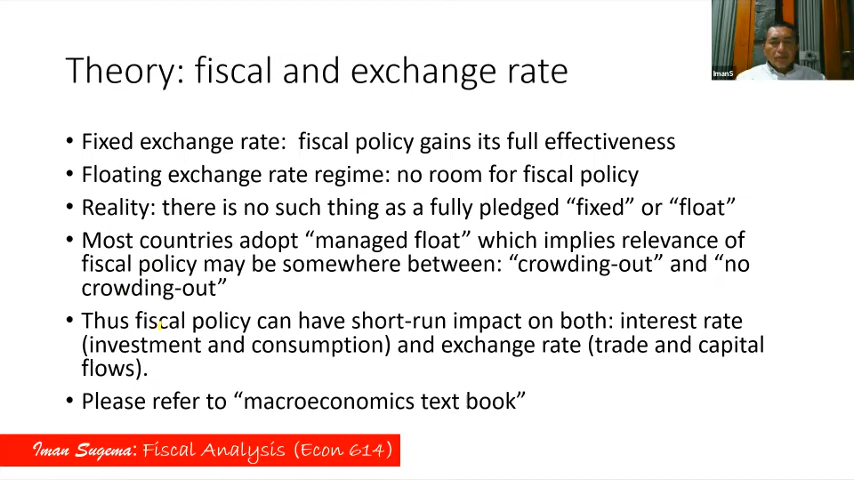 Theory: fiscal and exchange rate
ImanS
• Fixed exchange rate:  fiscal policy gains its full effectiveness
• Floating exchange rate regime: no room for fiscal policy
• Reality: there is no such thing as a fully pledged “fixed” or “float”
• Most countries adopt “managed float” which implies relevance of
fiscal policy may be somewhere between: “crowding-out” and “no
crowding-out”
• Thus fiscal policy can have short-run impact on both: interest rate
(investment and consumption) and exchange rate (trade and capital
flows).
• Please refer to “macroeconomics text book”
Iman Sugema: Fiscal Analysis (Econ 614)